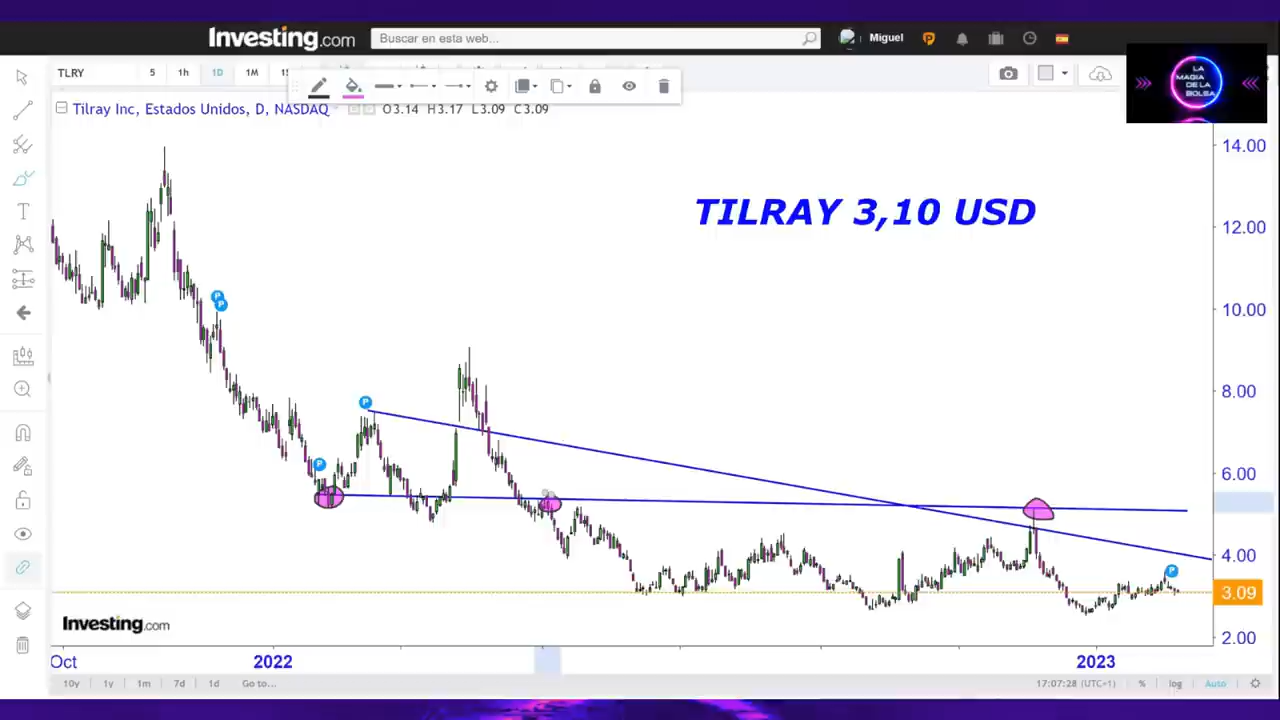 Investing.com
Buscar en esta web...
Miguel
P
LA
MAGIA
DE LA
BOLSA
TLRY
5
1h
1D
1M
Tilray Inc, Estados Unidos, D, NASDAQ
O3.14 H3.17 L3.09 C3.09
TILRAY 3,10 USD
14.00
12.00
10.00
8.00
6.00
4.00
3.09
2.00
P
P
P
P
P
Investing.com
Oct
2022
2023
10y
1y
1m
7d
1d
Go to...
17:07:28 (UTC+1)
%
log
Auto